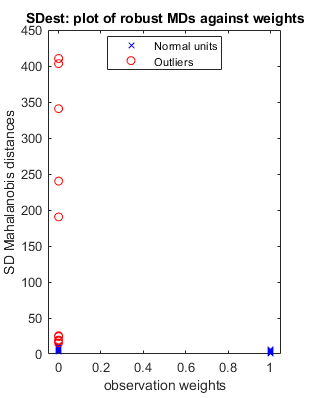 SDest: plot of robust MDs against weights
450
400
350
300
250
200
150
100
50
0
SD Mahalanobis distances
Normal units
Outliers
0 0.2 0.4 0.6 0.8 1
observation weights